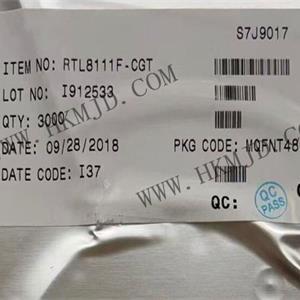 S7J9017
ITEM NO: RTL8111F-CGT
LOT NO: I912533
QTY: 3000
DATE: 09/28/2018 PKG CODE: MQFNT48
DATE CODE: I37
QC:
QC
PASS
WWW.HKMJD.COM
WWW.HKMJD.COM